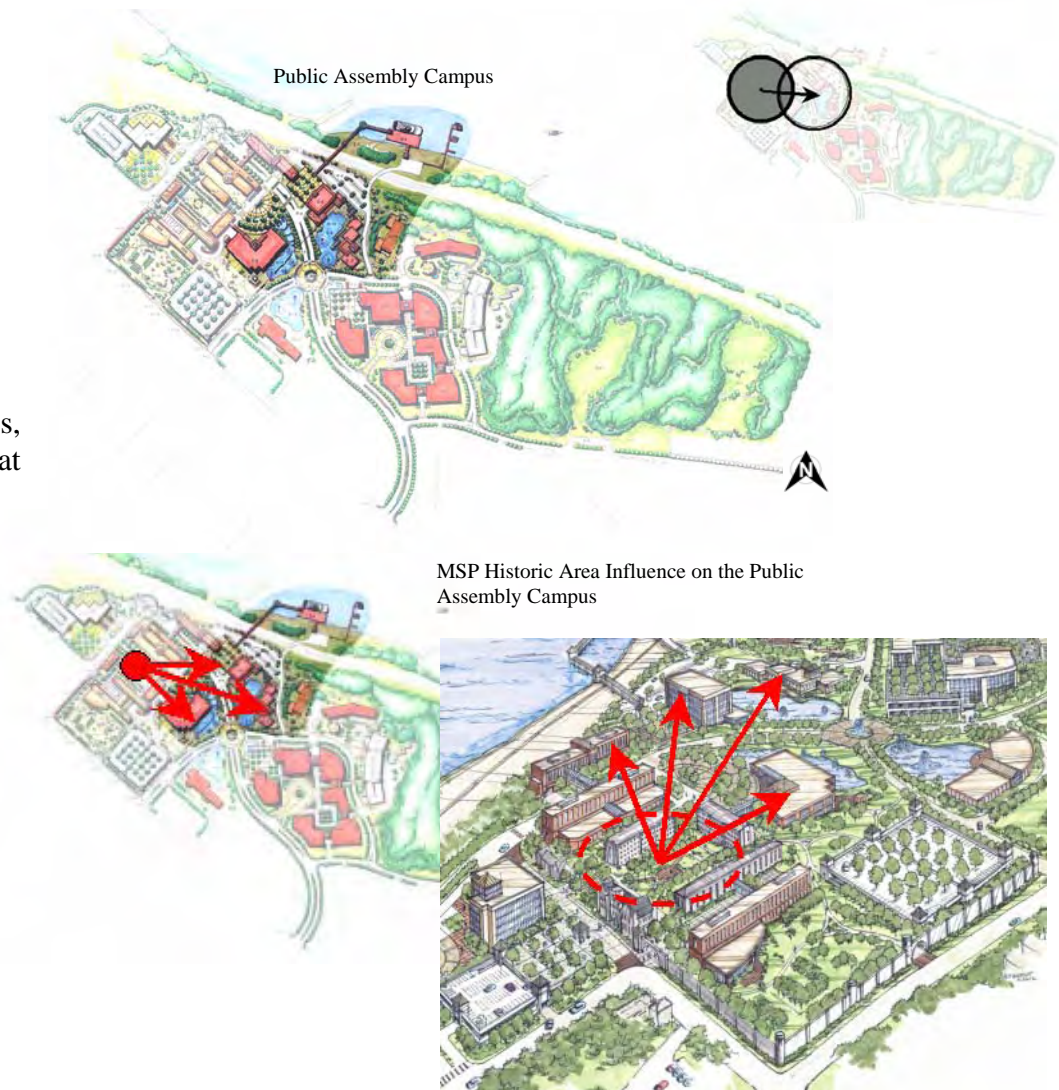 Public Assembly Campus
s,
at
N
MSP Historic Area Influence on the Public
Assembly Campus